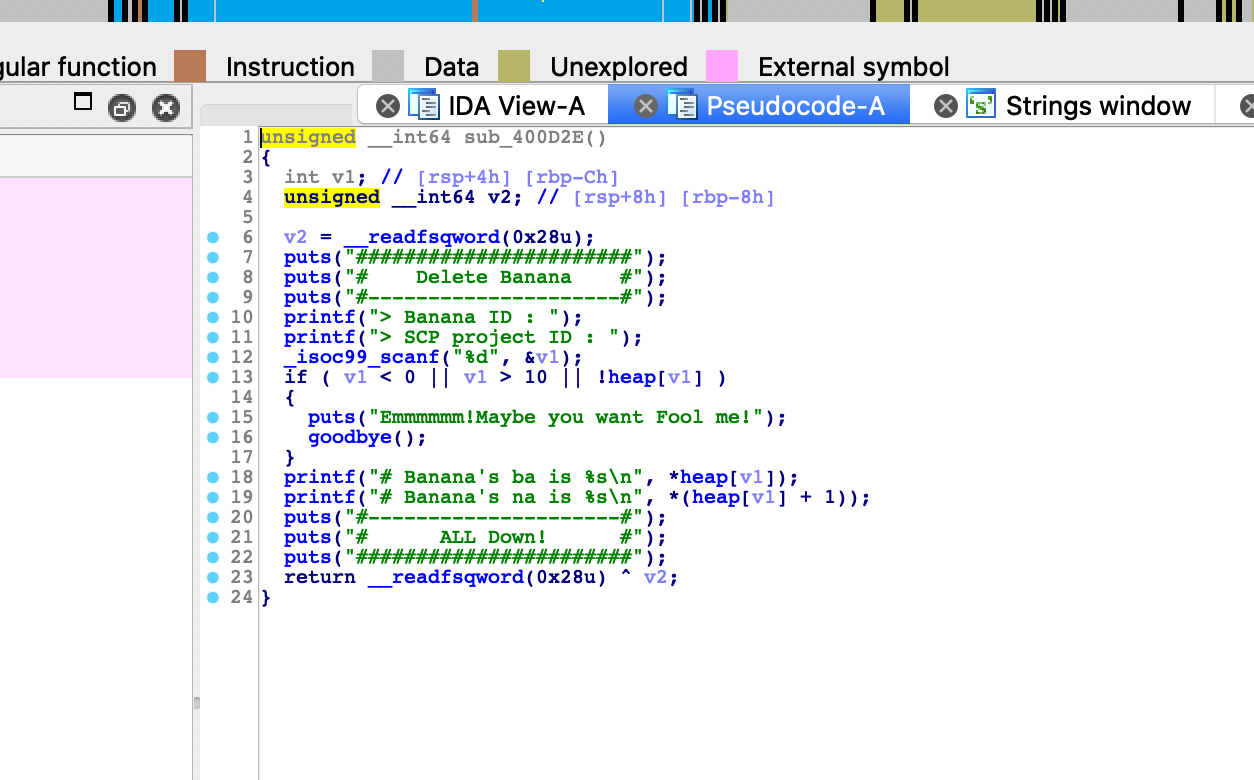 gular function Instruction Data Unexplored External symbol
IDA View-A Pseudocode-A Strings window
1 unsigned __int64 sub_400D2E()
2 {
3 int v1; // [rsp+4h] [rbp-Ch]
4 unsigned __int64 v2; // [rsp+8h] [rbp-8h]
5
6 v2 = __readfsqword(0x28u);
7 puts("#######################");
8 puts("#    Delete Banana    #");
9 puts("#---------------------#");
10 printf("> Banana ID : ");
11 printf("> SCP project ID : ");
12 _isoc99_scanf("%d", &v1);
13 if ( v1 < 0 || v1 > 10 || !heap[v1] )
14 {
15 puts("Emmmmmm!Maybe you want Fool me!");
16 goodbye();
17 }
18 printf("# Banana's ba is %s\n", *heap[v1]);
19 printf("# Banana's na is %s\n", *(heap[v1] + 1));
20 puts("#---------------------#");
21 puts("#      ALL Down!      #");
22 puts("#######################");
23 return __readfsqword(0x28u) ^ v2;
24 }